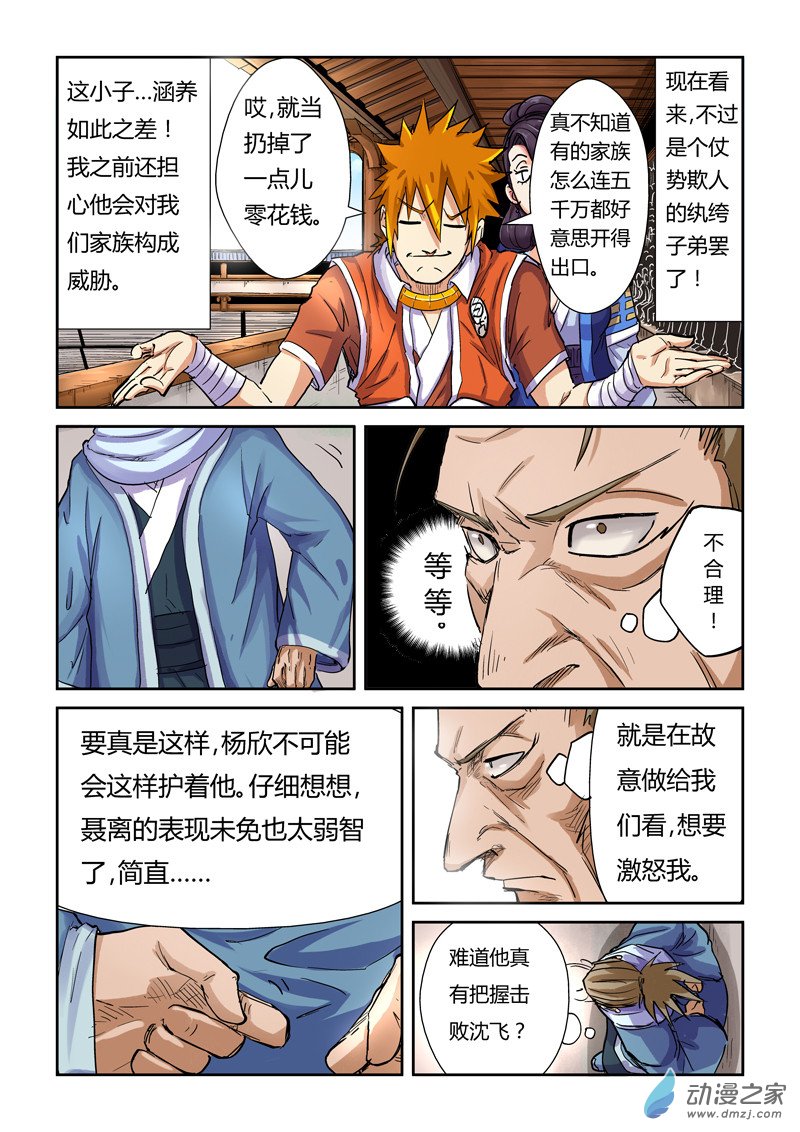 这小子…涵养
如此之差！
我之前还担
心他会对我
们家族构成
威胁。
哎，就当
扔掉了
一点儿
零花钱。
真不知道
有的家族
怎么连五
千万都好
意思开得
出口。
现在看
来，不过
是个仗
势欺人
的纨绔
子弟罢
了！
等等。
不
合
理！
要真是这样，杨欣不可能
会这样护着他。仔细想想，
聂离的表现未免也太弱智
了，简直……
就是在故
意做给我
们看，想要
激怒我。
难道他真
有把握击
败沈飞？
动漫之家
www.dmzj.com